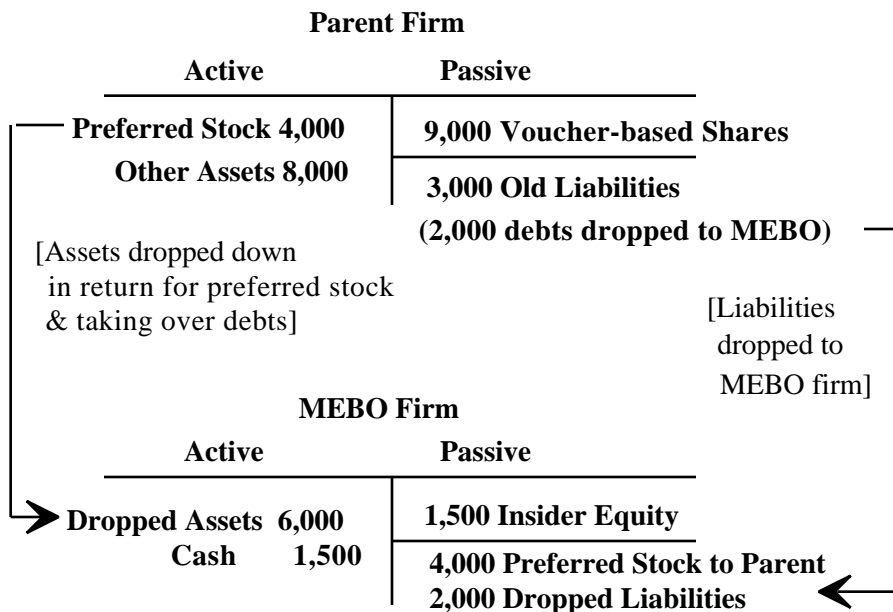 Parent Firm
Active Passive
Preferred Stock 4,000 9,000 Voucher-based Shares
Other Assets 8,000 3,000 Old Liabilities
(2,000 debts dropped to MEBO)
[Assets dropped down
in return for preferred stock
& taking over debts]
[Liabilities
dropped to
MEBO firm]
MEBO Firm
Active Passive
Dropped Assets 6,000 1,500 Insider Equity
Cash 1,500 4,000 Preferred Stock to Parent
2,000 Dropped Liabilities